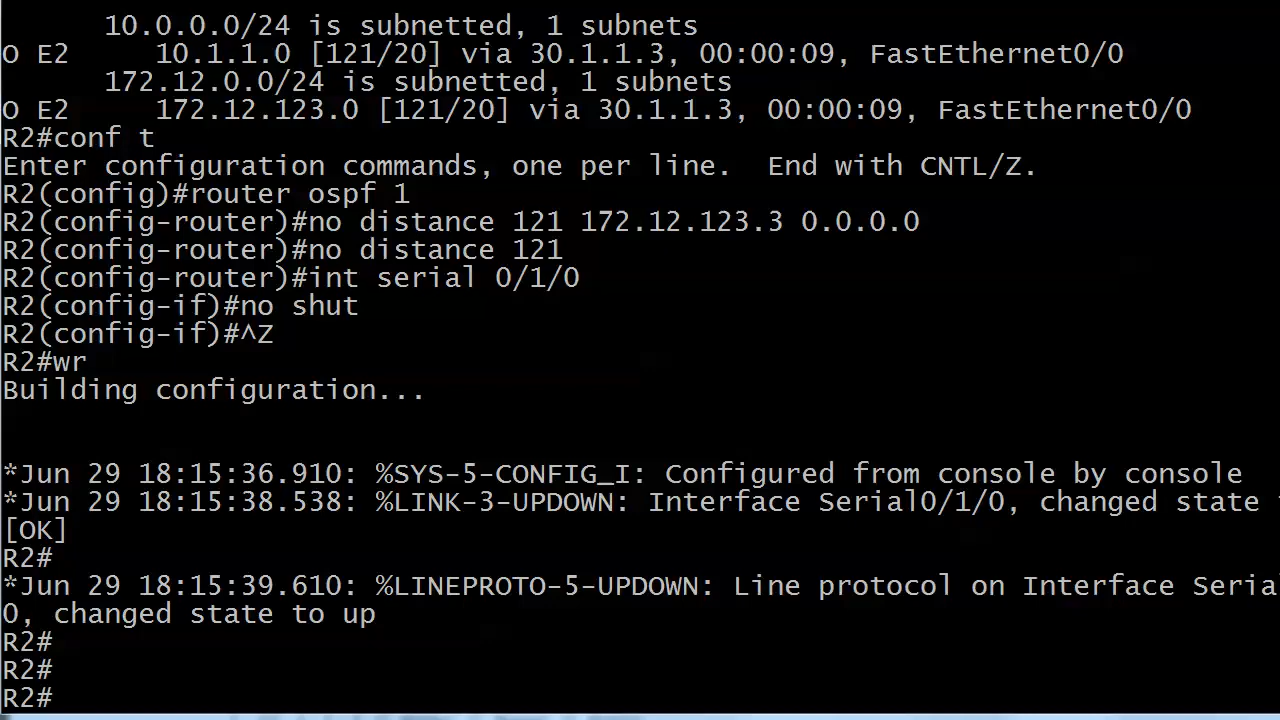 10.0.0.0/24 is subnetted, 1 subnets
O E2     10.1.1.0 [121/20] via 30.1.1.3, 00:00:09, FastEthernet0/0
172.12.0.0/24 is subnetted, 1 subnets
O E2     172.12.123.0 [121/20] via 30.1.1.3, 00:00:09, FastEthernet0/0
R2#conf t
Enter configuration commands, one per line.  End with CNTL/Z.
R2(config)#router ospf 1
R2(config-router)#no distance 121 172.12.123.3 0.0.0.0
R2(config-router)#no distance 121
R2(config-router)#int serial 0/1/0
R2(config-if)#no shut
R2(config-if)#^Z
R2#wr
Building configuration...
*Jun 29 18:15:36.910: %SYS-5-CONFIG_I: Configured from console by console
*Jun 29 18:15:38.538: %LINK-3-UPDOWN: Interface Serial0/1/0, changed state
[OK]
R2#
*Jun 29 18:15:39.610: %LINEPROTO-5-UPDOWN: Line protocol on Interface Seria
0, changed state to up
R2#
R2#
R2#